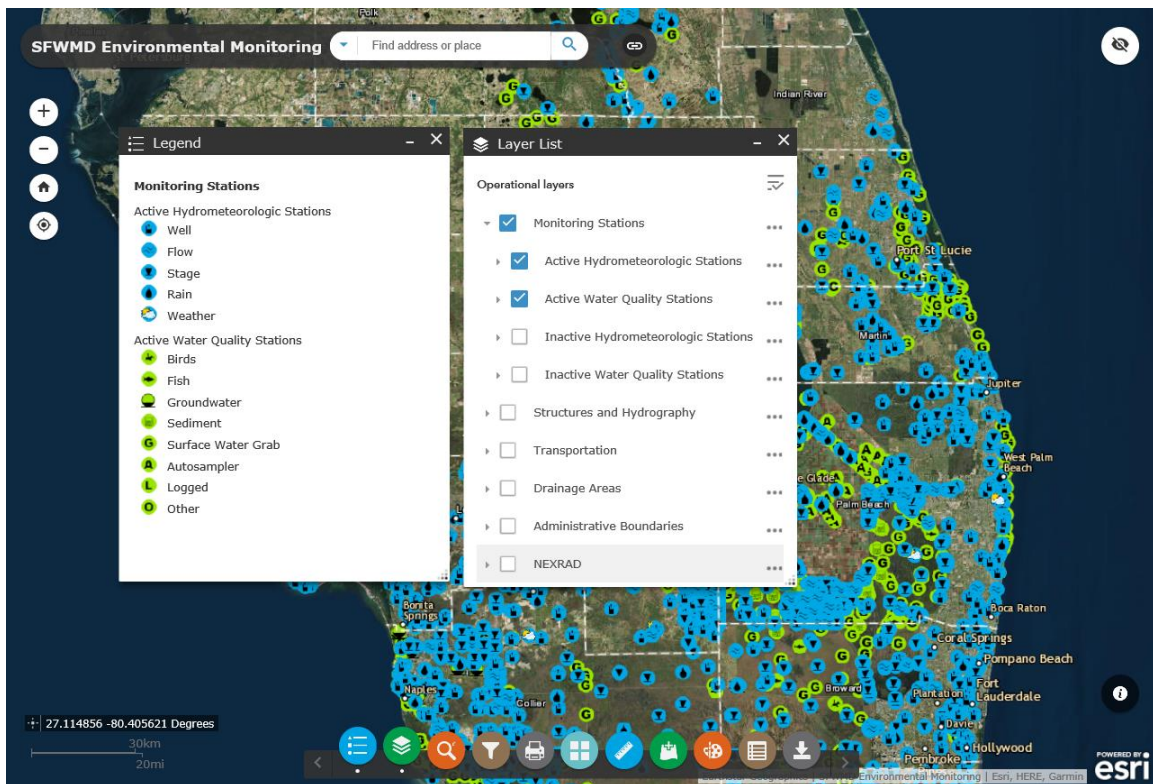 Polk
SFWMD Environmental Monitoring
Find address or place
Indian River
Legend
Monitoring Stations
Active Hydrometeorologic Stations
Well
Flow
Stage
Rain
Weather
Active Water Quality Stations
Birds
Fish
Groundwater
Sediment
G Surface Water Grab
A Autosampler
L Logged
O Other
Layer List
Operational layers
Monitoring Stations
Active Hydrometeorologic Stations
Active Water Quality Stations
Inactive Hydrometeorologic Stations
Inactive Water Quality Stations
Structures and Hydrography
Transportation
Drainage Areas
Administrative Boundaries
NEXRAD
Port St Lucie
Martin
Jupiter
West Palm
Beach
Palm Beach
Boca Raton
Bonita
Springs
Coral Springs
Pompano Beach
Fort
Lauderdale
Plantation
Broward
Naples
Collier
Davie
Hollywood
Pembroke
27.114856 -80.405621 Degrees
30km
20mi
Environmental Monitoring | Esri, HERE, Garmin
POWERED BY
esri